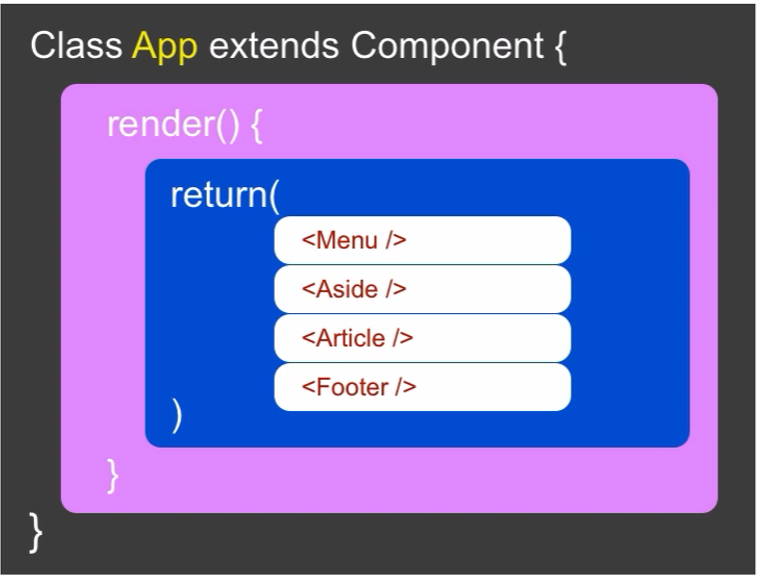 Class App extends Component {
render() {
return(
<Menu />
<Aside />
<Article />
<Footer />
)
}
}